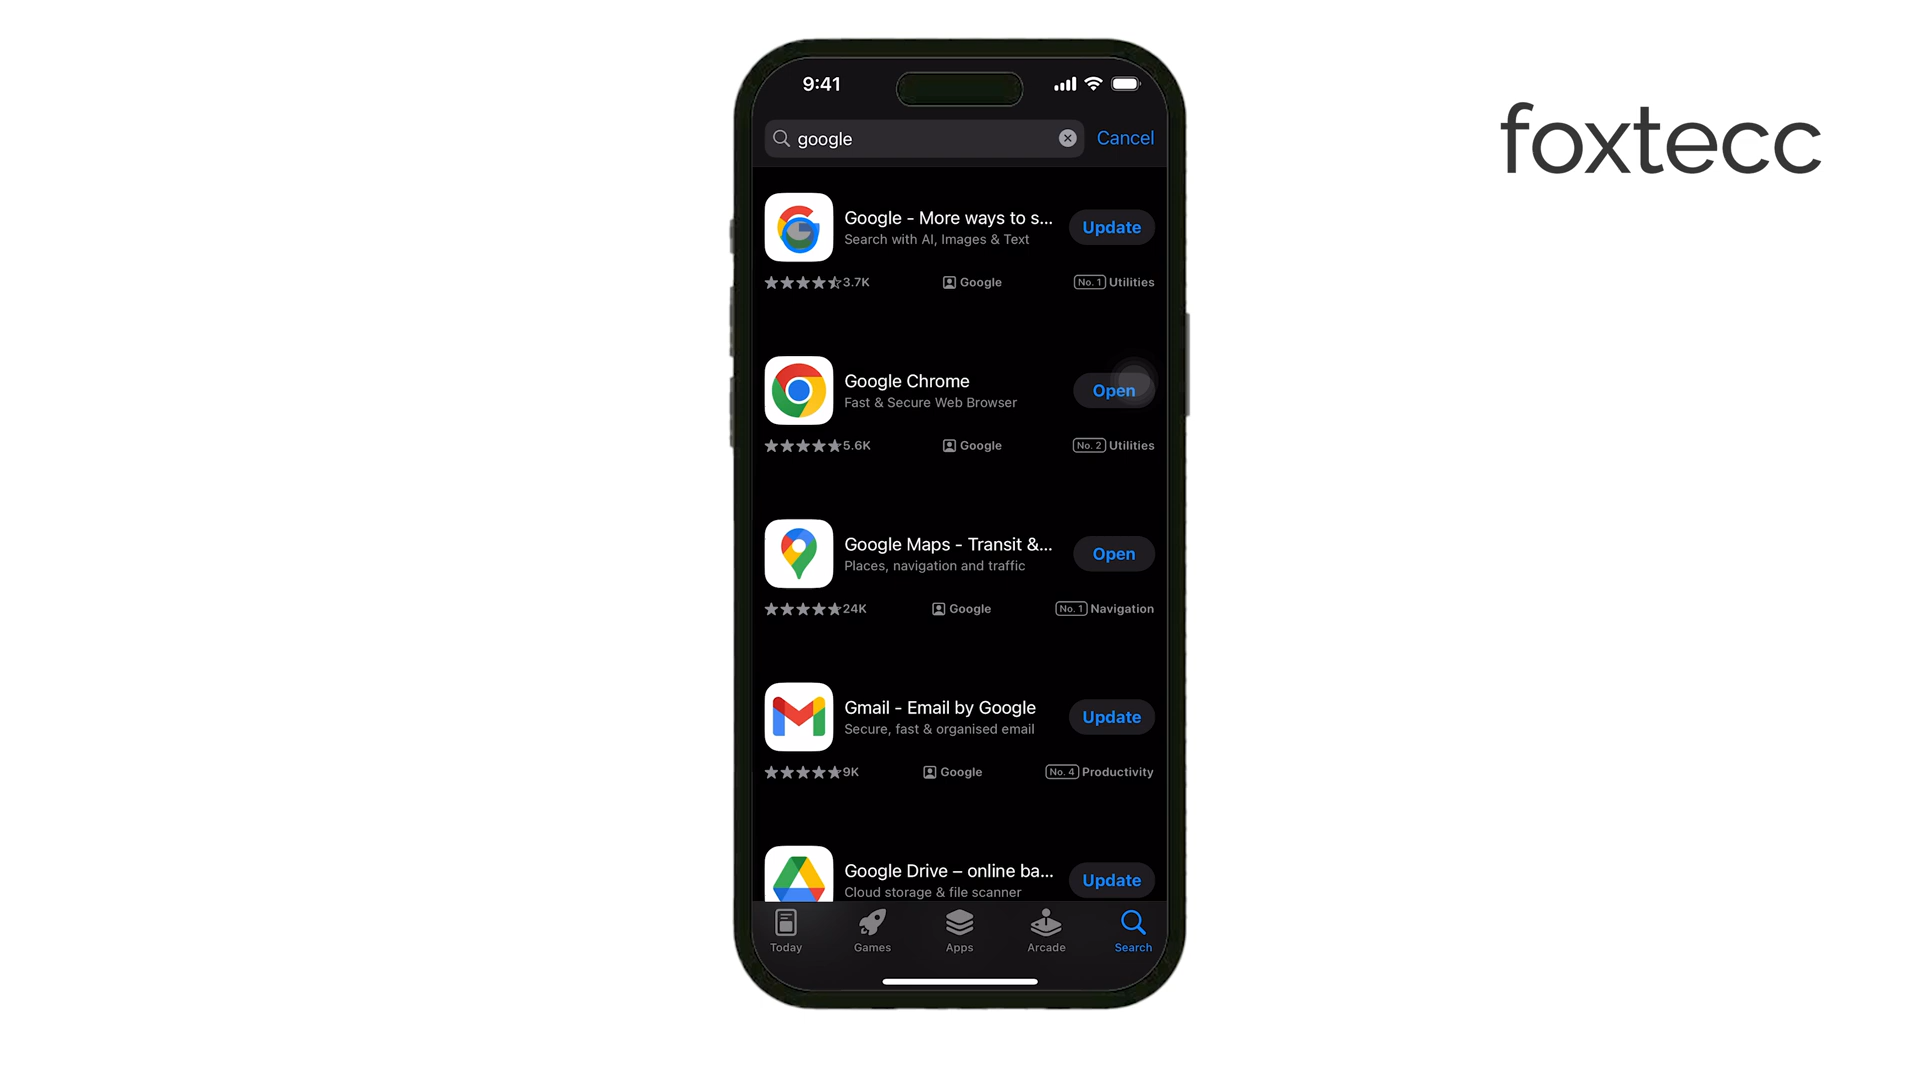 foxtecc
9:41
google
Cancel
Google - More ways to s...
Search with AI, Images & Text
Update
3.7K
Google
No. 1 Utilities
Google Chrome
Fast & Secure Web Browser
Open
5.6K
Google
No. 2 Utilities
Google Maps - Transit &...
Places, navigation and traffic
Open
24K
Google
No. 1 Navigation
Gmail - Email by Google
Secure, fast & organised email
Update
9K
Google
No. 4 Productivity
Google Drive – online ba...
Cloud storage & file scanner
Update
Today
Games
Apps
Arcade
Search